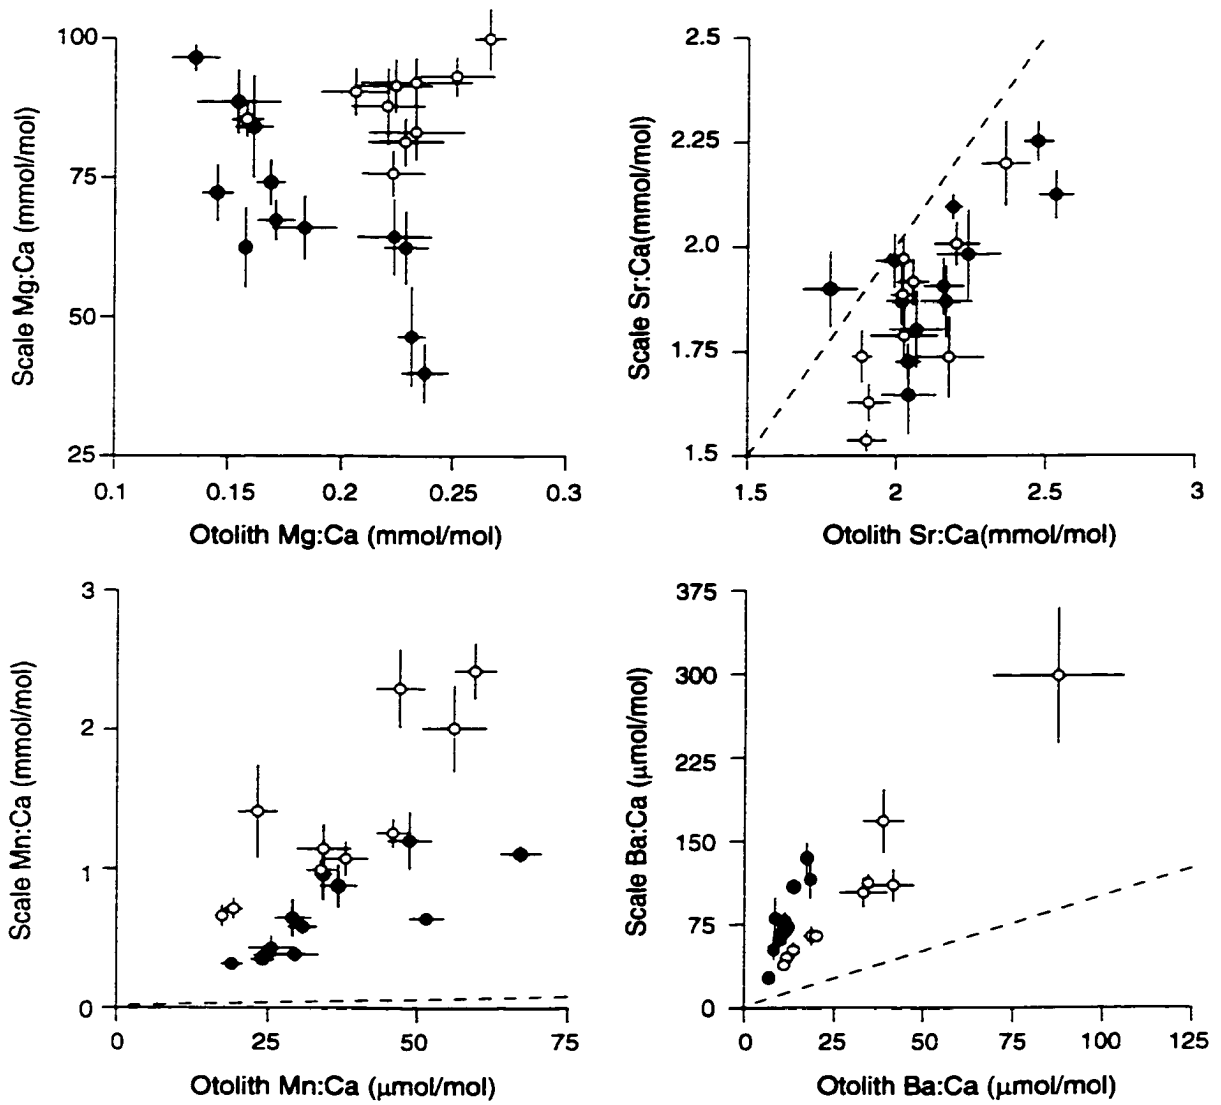 100
75
50
25
0.1 0.15 0.2 0.25 0.3
Scale Mg:Ca (mmol/mol)
Otolith Mg:Ca (mmol/mol)
2.5
2.25
2.0
1.75
1.5
1.5 2 2.5 3
Scale Sr:Ca(mmol/mol)
Otolith Sr:Ca(mmol/mol)
3
2
1
0
0 25 50 75
Scale Mn:Ca (mmol/mol)
Otolith Mn:Ca (μmol/mol)
375
300
225
150
75
0
0 25 50 75 100 125
Scale Ba:Ca (μmol/mol)
Otolith Ba:Ca (μmol/mol)